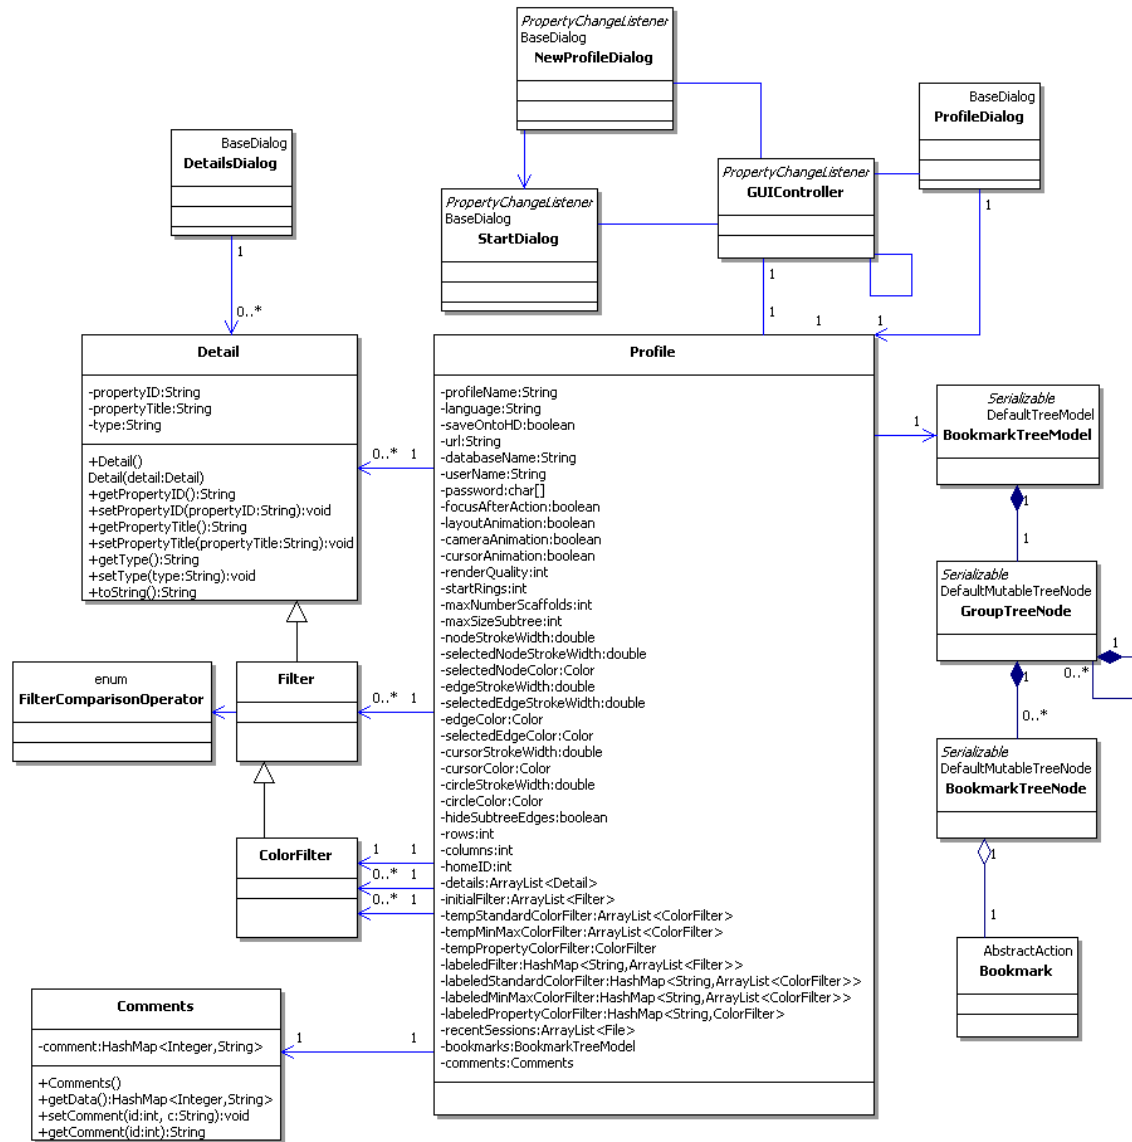 PropertyChangeListener
BaseDialog
NewProfileDialog
BaseDialog
ProfileDialog
BaseDialog
DetailsDialog
PropertyChangeListener
GUIController
PropertyChangeListener
BaseDialog
StartDialog
1
1
1
0..*
1
1
1
Detail
-propertyID:String
-propertyTitle:String
-type:String
+Detail()
Detail(detail:Detail)
+getPropertyID():String
+setPropertyID(propertyID:String):void
+getPropertyTitle():String
+setPropertyTitle(propertyTitle:String):void
+getType():String
+setType(type:String):void
+toString():String
0..* 1
Profile
-profileName:String
-language:String
-saveOntoHD:boolean
-url:String
-databaseName:String
-userName:String
-password:char[]
-focusAfterAction:boolean
-layoutAnimation:boolean
-cameraAnimation:boolean
-cursorAnimation:boolean
-renderQuality:int
-startRings:int
-maxNumberScaffolds:int
-maxSizeSubtree:int
-nodeStrokeWidth:double
-selectedNodeStrokeWidth:double
-selectedNodeColor:Color
-edgeStrokeWidth:double
-selectedEdgeStrokeWidth:double
-edgeColor:Color
-selectedEdgeColor:Color
-cursorStrokeWidth:double
-cursorColor:Color
-circleStrokeWidth:double
-circleColor:Color
-hideSubtreeEdges:boolean
-rows:int
-columns:int
-homeID:int
-details:ArrayList<Detail>
-initialFilter:ArrayList<Filter>
-tempStandardColorFilter:ArrayList<ColorFilter>
-tempMinMaxColorFilter:ArrayList<ColorFilter>
-tempPropertyColorFilter:ColorFilter
-labeledFilter:HashMap<String,ArrayList<Filter>>
-labeledStandardColorFilter:HashMap<String,ArrayList<ColorFilter>>
-labeledMinMaxColorFilter:HashMap<String,ArrayList<ColorFilter>>
-labeledPropertyColorFilter:HashMap<String,ColorFilter>
-recentSessions:ArrayList<File>
-bookmarks:BookmarkTreeModel
-comments:Comments
1
Serializable
DefaultTreeModel
BookmarkTreeModel
1
1
Serializable
DefaultMutableTreeNode
GroupTreeNode
1
0..*
1
0..*
Serializable
DefaultMutableTreeNode
BookmarkTreeNode
1
1
AbstractAction
Bookmark
enum
FilterComparisonOperator
Filter
0..* 1
ColorFilter
1 1
0..* 1
0..* 1
Comments
-comment:HashMap<Integer,String>
+Comments()
+getData():HashMap<Integer,String>
+setComment(id:int, c:String):void
+getComment(id:int):String
1 1